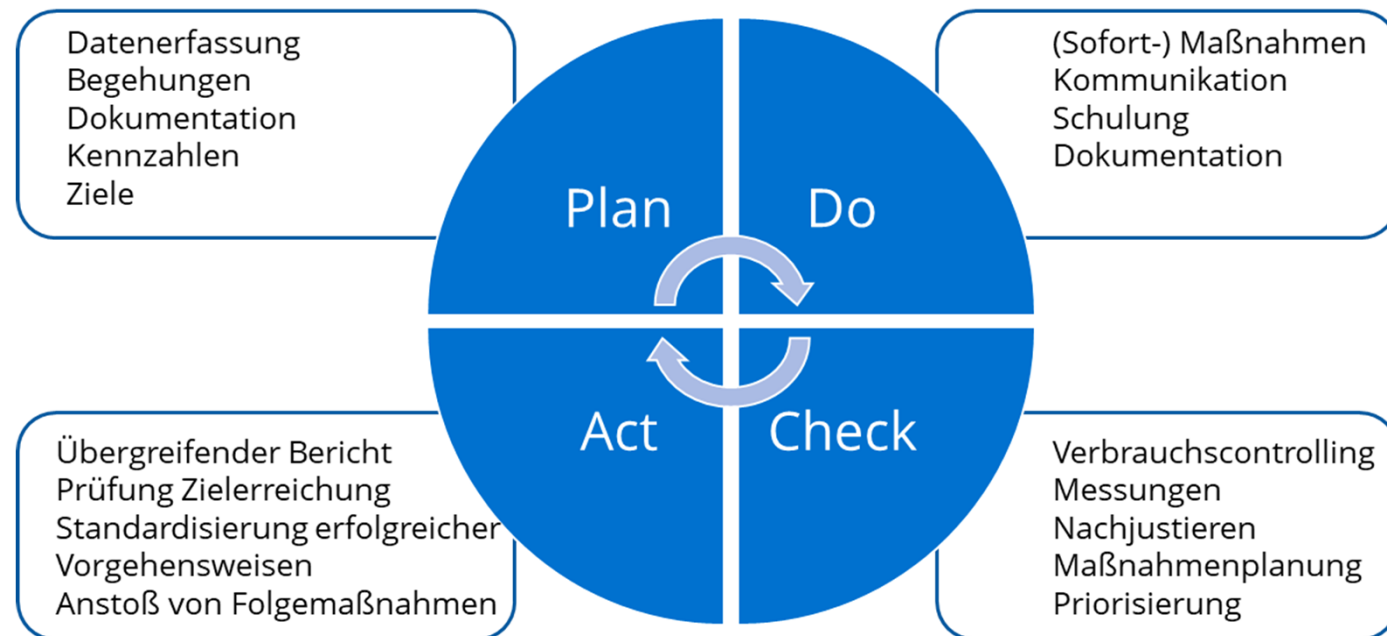 Datenerfassung
Begehungen
Dokumentation
Kennzahlen
Ziele
Plan
Do
(Sofort-) Maßnahmen
Kommunikation
Schulung
Dokumentation
Übergreifender Bericht
Prüfung Zielerreichung
Standardisierung erfolgreicher
Vorgehensweisen
Anstoß von Folgemaßnahmen
Act
Check
Verbrauchscontrolling
Messungen
Nachjustieren
Maßnahmenplanung
Priorisierung